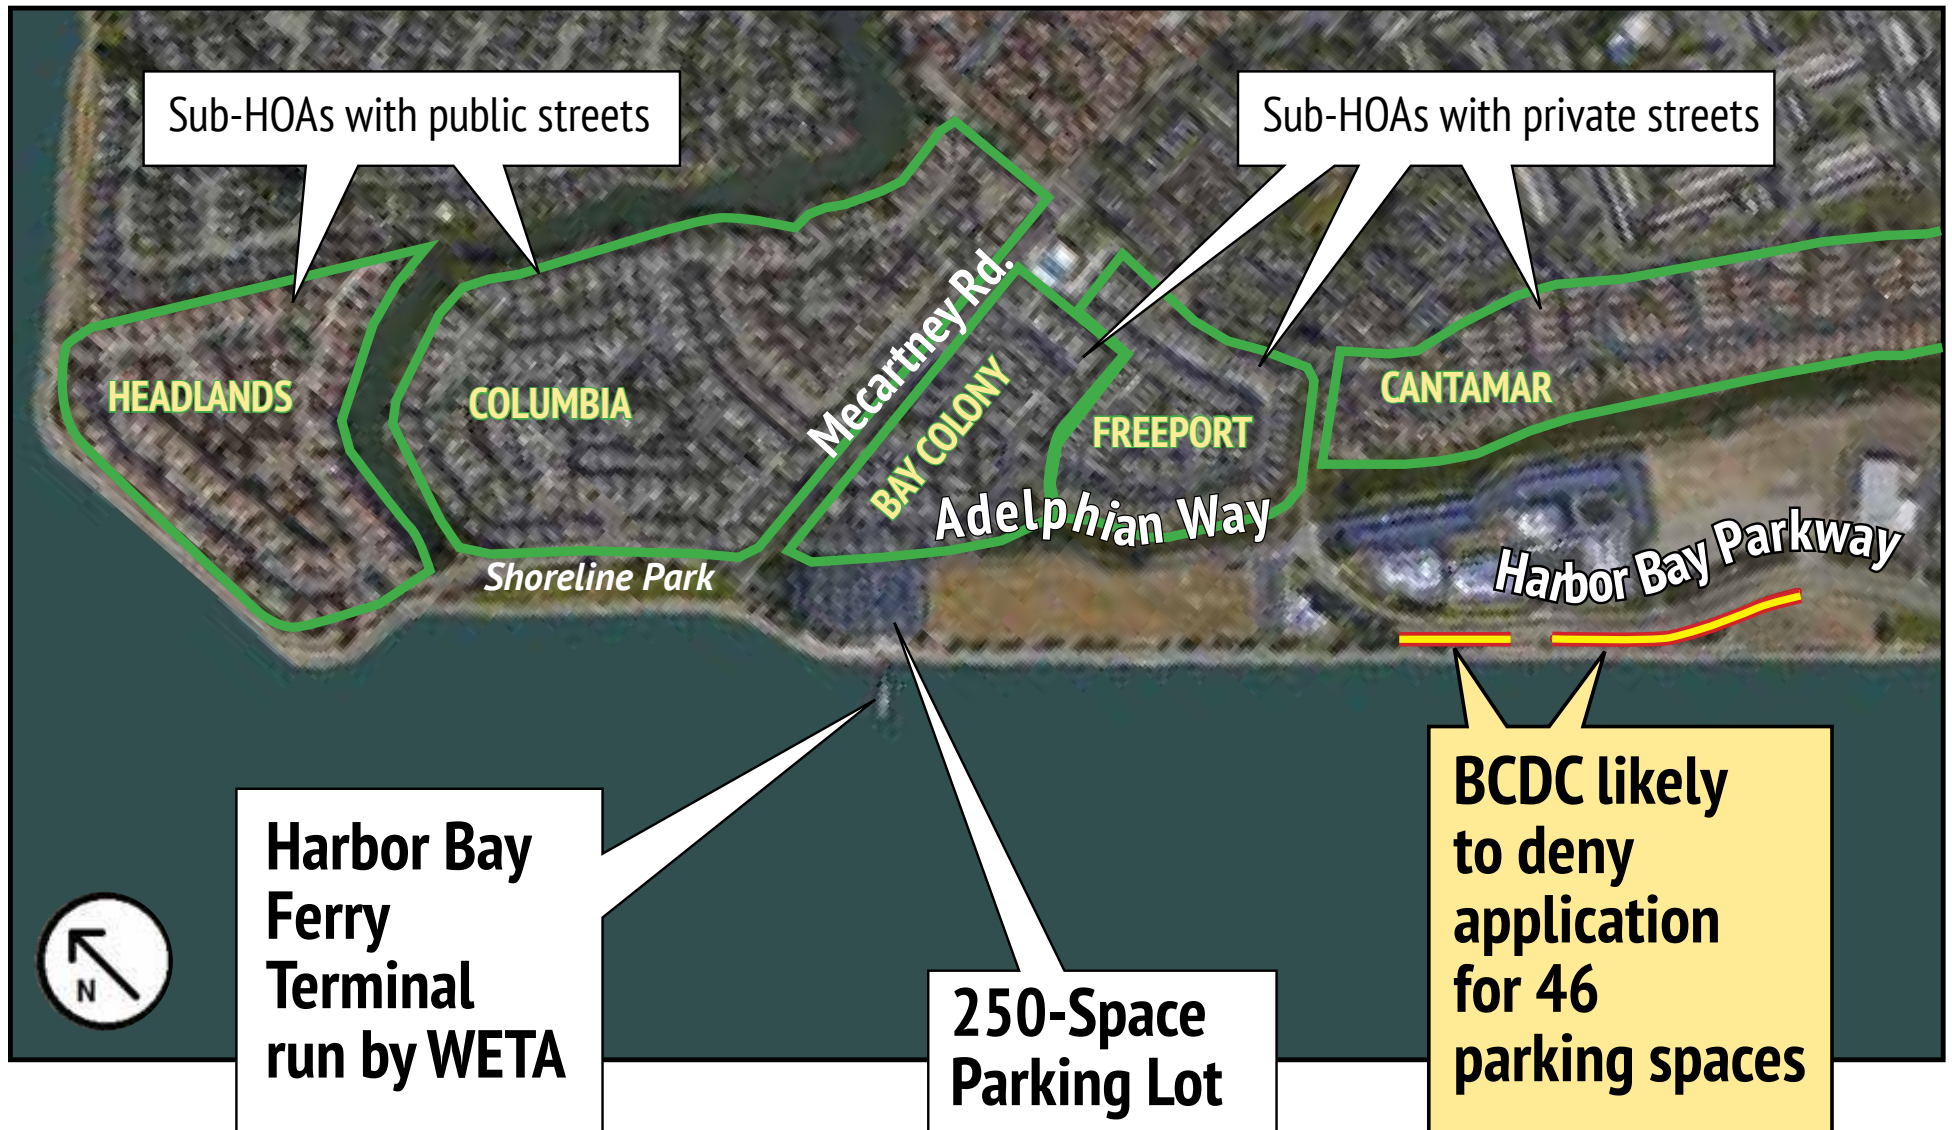 Sub-HOAs with public streets
Sub-HOAs with private streets
Mecartney Rd.
HEADLANDS
COLUMBIA
BAY COLONY
FREEPORT
CANTAMAR
Adelphian Way
Harbor Bay Parkway
Shoreline Park
Harbor Bay
Ferry
Terminal
run by WETA
250-Space
Parking Lot
BCDC likely
to deny
application
for 46
parking spaces
N